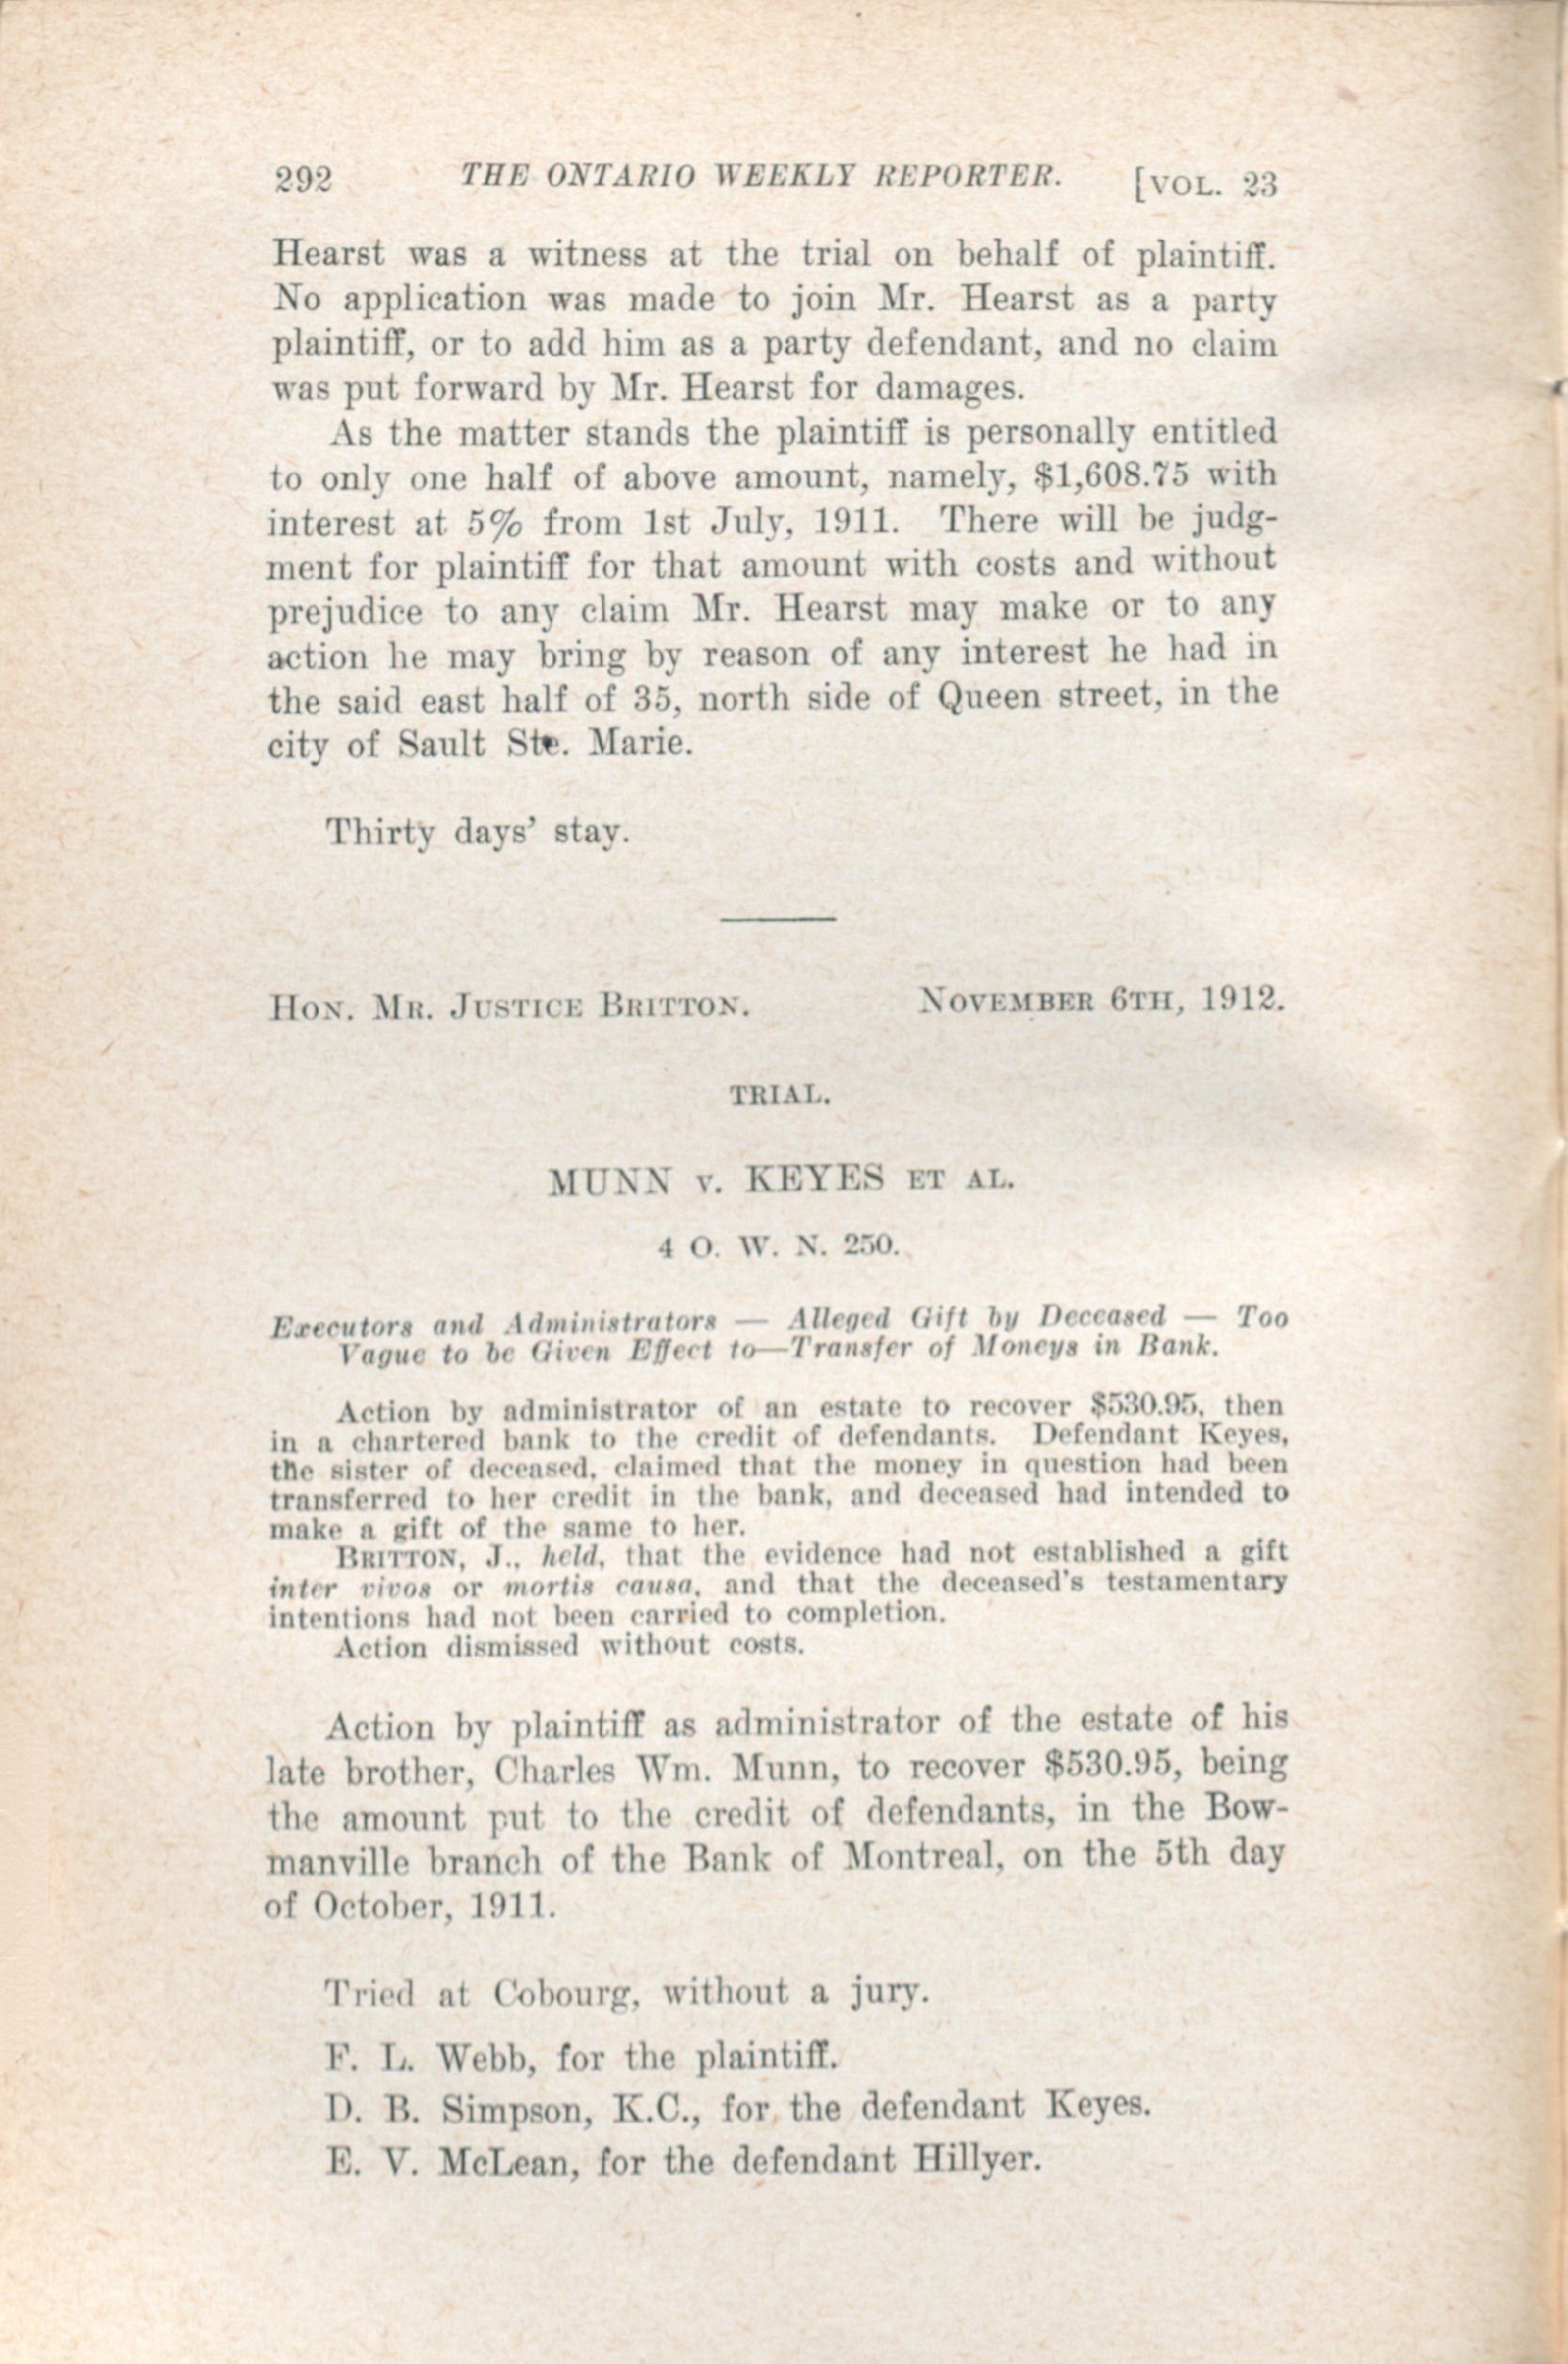 292 THE ONTARIO WEEKLY REPORTER. [VOL. 23
Hearst was a witness at the trial on behalf of plaintiff.
No application was made to join Mr. Hearst as a party
plaintiff, or to add him as a party defendant, and no claim
was put forward by Mr. Hearst for damages.
As the matter stands the plaintiff is personally entitled
to only one half of above amount, namely, $1,608.75 with
interest at 5% from 1st July, 1911. There will be judg-
ment for plaintiff for that amount with costs and without
prejudice to any claim Mr. Hearst may make or to any
action he may bring by reason of any interest he had in
the said east half of 35, north side of Queen street, in the
city of Sault Ste. Marie.
Thirty days' stay.
HON. MR. JUSTICE BRITTON. NOVEMBER 6TH, 1912.
TRIAL.
MUNN v. KEYES ET AL.
4 O. W. N. 250.
Executors and Administrators — Alleged Gift by Deceased — Too
Vague to be Given Effect to—Transfer of Moneys in Bank.
Action by administrator of an estate to recover $530.95, then
in a chartered bank to the credit of defendants. Defendant Keyes,
the sister of deceased, claimed that the money in question had been
transferred to her credit in the bank, and deceased had intended to
make a gift of the same to her.
BRITTON, J., held, that the evidence had not established a gift
inter vivos or mortis causa, and that the deceased's testamentary
intentions had not been carried to completion.
Action dismissed without costs.
Action by plaintiff as administrator of the estate of his
late brother, Charles Wm. Munn, to recover $530.95, being
the amount put to the credit of defendants, in the Bow-
manville branch of the Bank of Montreal, on the 5th day
of October, 1911.
Tried at Cobourg, without a jury.
F. L. Webb, for the plaintiff.
D. B. Simpson, K.C., for the defendant Keyes.
E. V. McLean, for the defendant Hillyer.